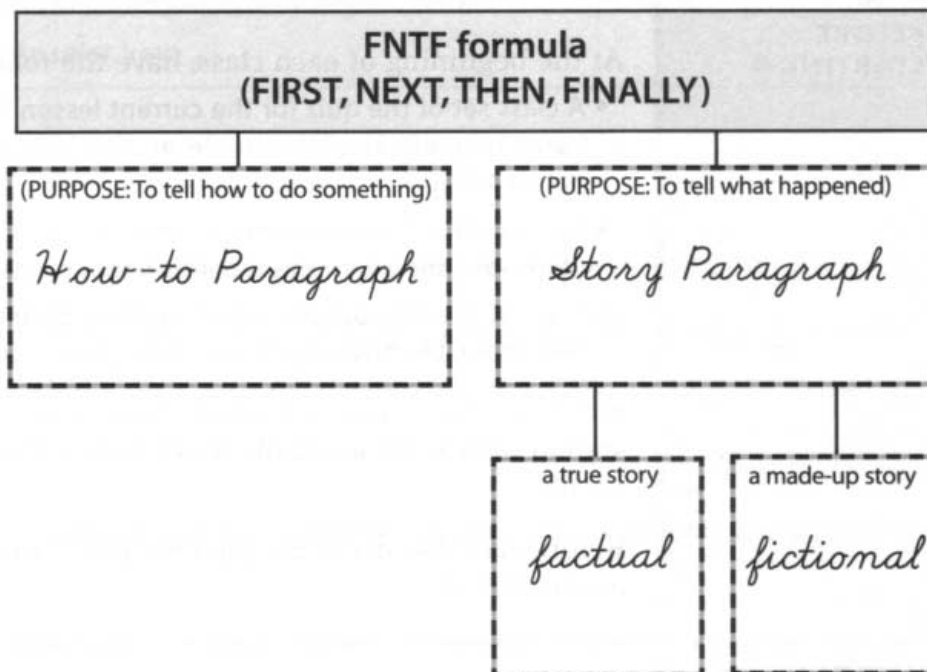 FNTF formula
(FIRST, NEXT, THEN, FINALLY)
(PURPOSE: To tell how to do something)
How-to Paragraph
(PURPOSE: To tell what happened)
Story Paragraph
a true story
factual
a made-up story
fictional